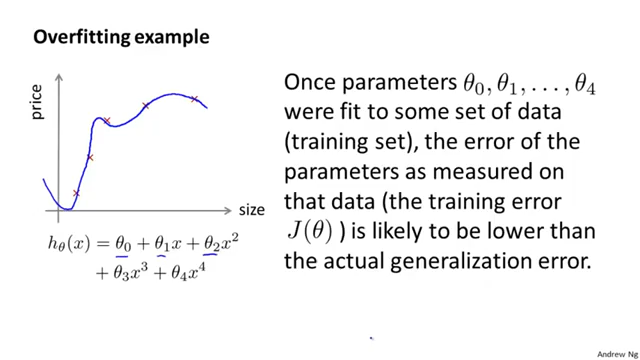 Overfitting example
price
size
hθ(x) = θ0 + θ1x + θ2x²
+ θ3x³ + θ4x⁴
Once parameters θ0, θ1, . . . , θ4
were fit to some set of data
(training set), the error of the
parameters as measured on
that data (the training error
J(θ) ) is likely to be lower than
the actual generalization error.
Andrew Ng